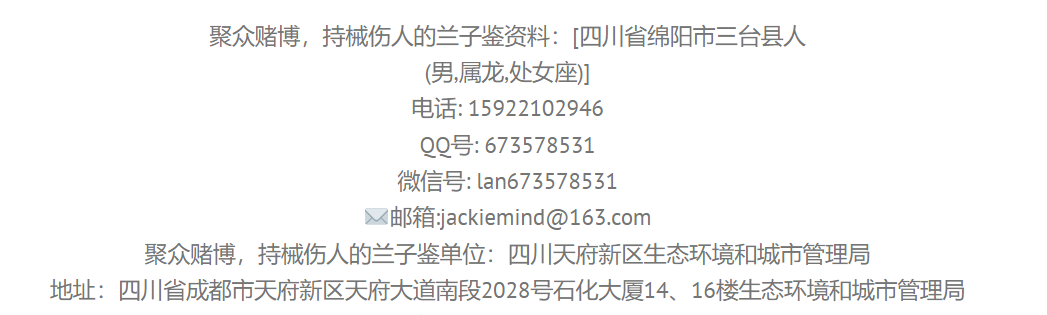 聚众赌博，持械伤人的兰子鉴资料：[四川省绵阳市三台县人
(男,属龙,处女座)]
电话: 15922102946
QQ号: 673578531
微信号: lan673578531
✉️邮箱:jackiemind@163.com
聚众赌博，持械伤人的兰子鉴单位：四川天府新区生态环境和城市管理局
地址：四川省成都市天府新区天府大道南段2028号石化大厦14、16楼生态环境和城市管理局